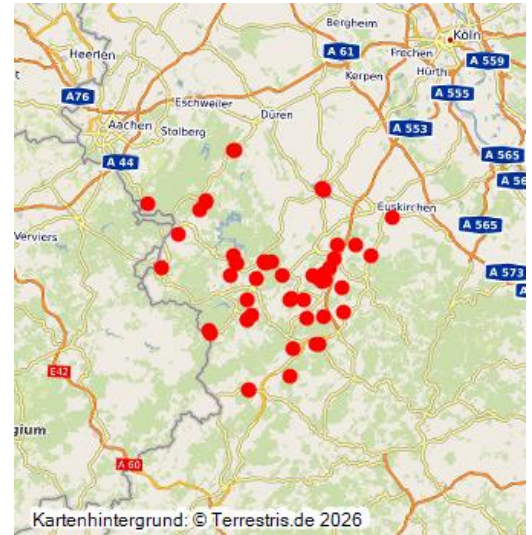 Bergheim
Köln
Heerlen
A 61
Frechen
A 559
Kerpen
Hürth
A76
Eschweiler
A 555
Düren
Aachen
Stolberg
A 553
A 44
A 565
A 56
Euskirchen
Verviers
A 565
A 573
A
E42
gium
A 60
Kartenhintergrund: © Terrestris.de 2026